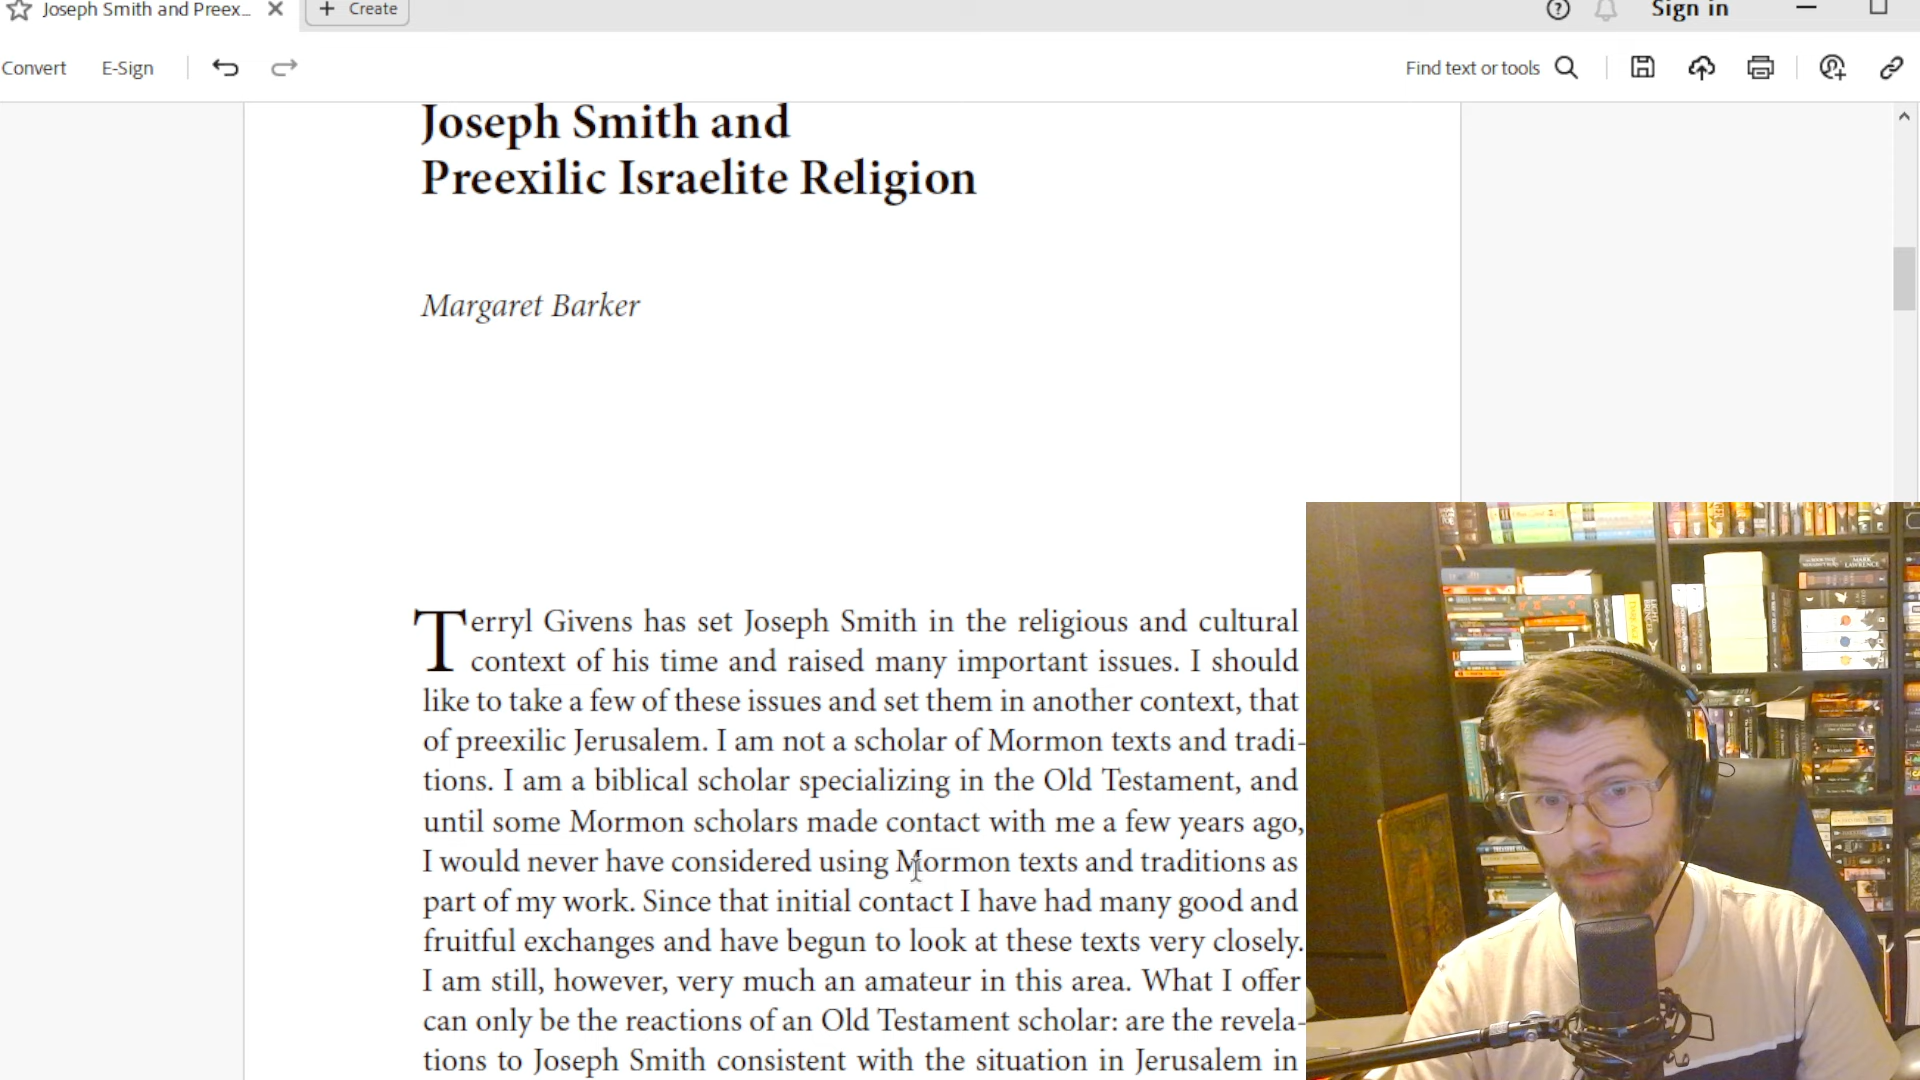 Joseph Smith and Preex...
Create
Sign in
Convert
E-Sign
Find text or tools
Joseph Smith and
Preexilic Israelite Religion
Margaret Barker
Terryl Givens has set Joseph Smith in the religious and cultural
context of his time and raised many important issues. I should
like to take a few of these issues and set them in another context, that
of preexilic Jerusalem. I am not a scholar of Mormon texts and tradi-
tions. I am a biblical scholar specializing in the Old Testament, and
until some Mormon scholars made contact with me a few years ago,
I would never have considered using Mormon texts and traditions as
part of my work. Since that initial contact I have had many good and
fruitful exchanges and have begun to look at these texts very closely.
I am still, however, very much an amateur in this area. What I offer
can only be the reactions of an Old Testament scholar: are the revela-
tions to Joseph Smith consistent with the situation in Jerusalem in
MARK
LAWRENCE